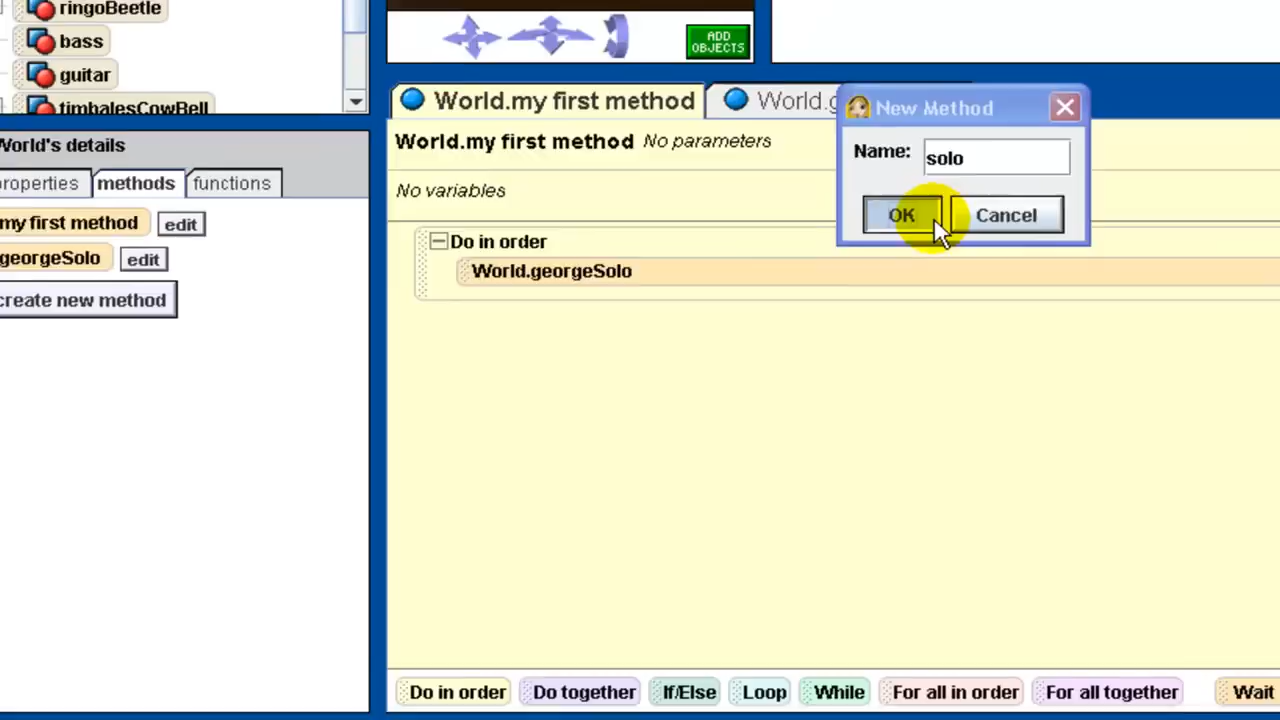 ringoBeetle
bass
guitar
timbalesCowBell
World's details
properties
methods
functions
my first method
edit
georgeSolo
edit
create new method
ADD
OBJECTS
World.my first method
World.g
World.my first method No parameters
No variables
Do in order
World.georgeSolo
New Method
Name:
solo
OK
Cancel
Do in order
Do together
If/Else
Loop
While
For all in order
For all together
Wait